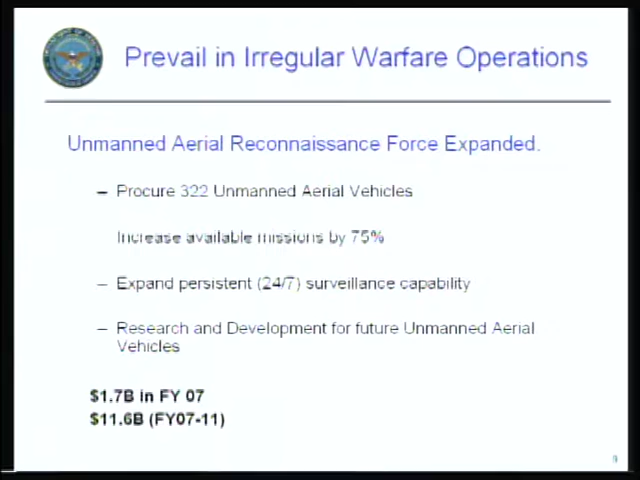 Prevail in Irregular Warfare Operations
Unmanned Aerial Reconnaissance Force Expanded.
– Procure 322 Unmanned Aerial Vehicles
Increase available missions by 75%
– Expand persistent (24/7) surveillance capability
– Research and Development for future Unmanned Aerial
Vehicles
$1.7B in FY 07
$11.6B (FY07-11)